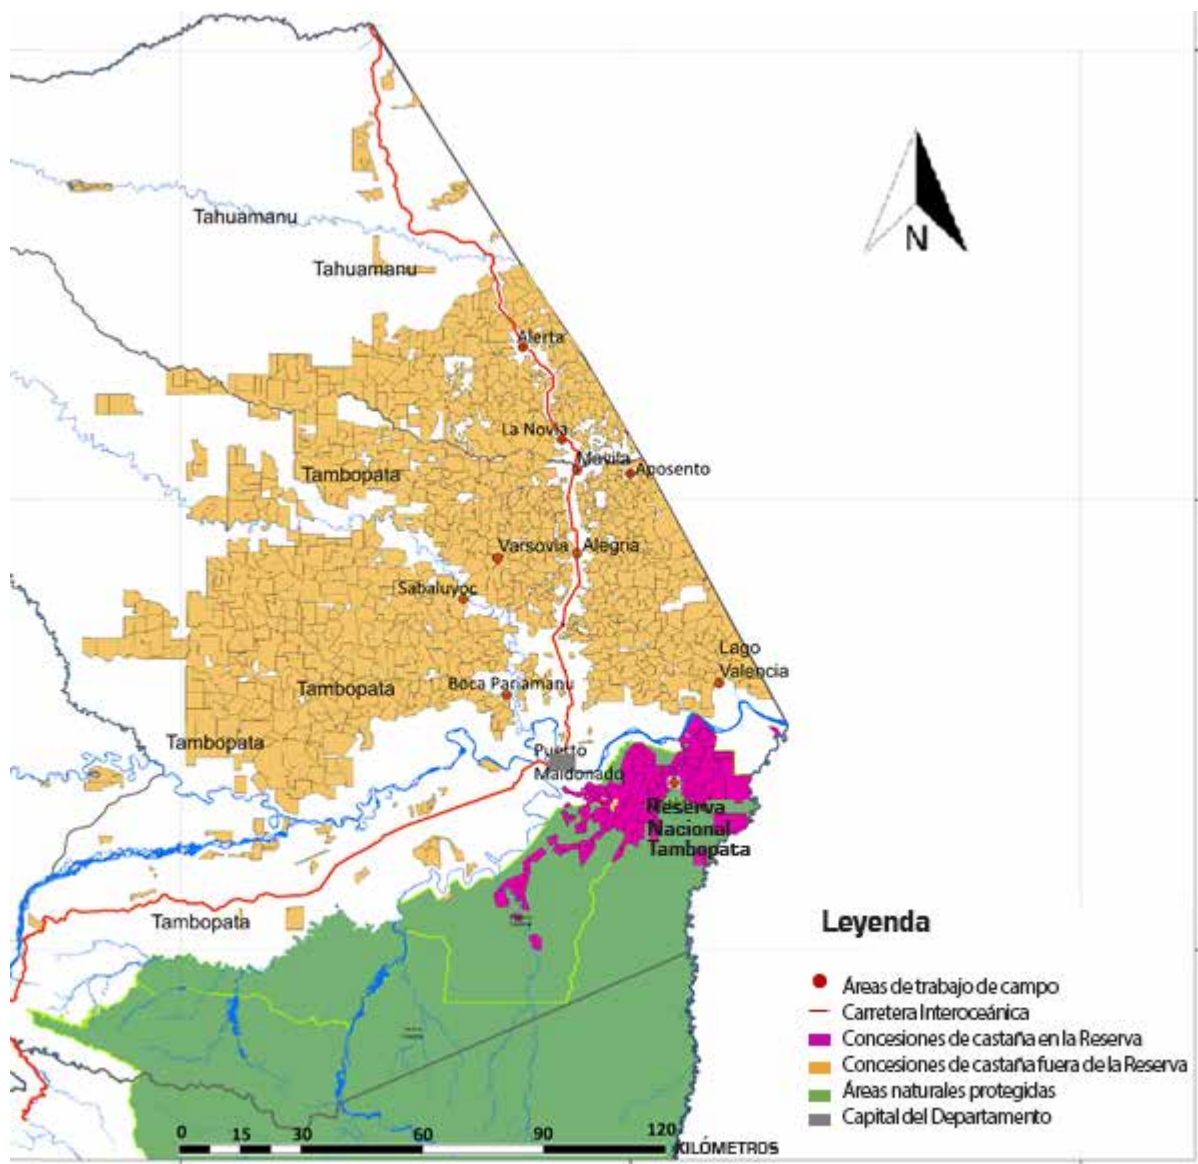 Tahuamanu
N
Tahuamanu
Alerta
La Novia
Mavila
Aposento
Tambopata
Varsovia
Alegria
Sabaluyoc
Lago
Valencia
Tambopata
Boca Pariamanu
Tambopata
Puerto
Maldonado
Reserva
Nacional
Tambopata
Tambopata
Leyenda
Áreas de trabajo de campo
Carretera Interoceánica
Concesiones de castaña en la Reserva
Concesiones de castaña fuera de la Reserva
Áreas naturales protegidas
Capital del Departamento
0 15 30 60 90 120
KILÓMETROS